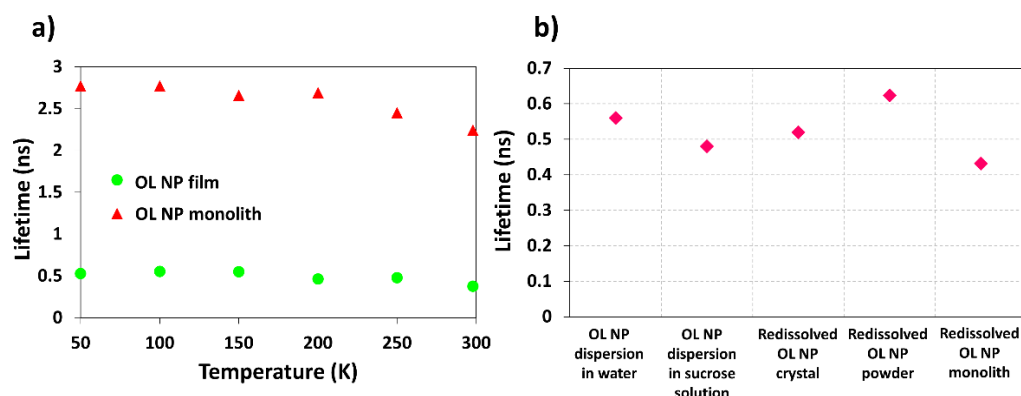 a)
3
2.5
2
1.5
1
0.5
0
Lifetime (ns)
OL NP film
OL NP monolith
50 100 150 200 250 300
Temperature (K)
b)
0.7
0.6
0.5
0.4
0.3
0.2
0.1
0
Lifetime (ns)
OL NP
dispersion
in water
OL NP
dispersion
in sucrose
solution
Redissolved
OL NP
crystal
Redissolved
OL NP
powder
Redissolved
OL NP
monolith